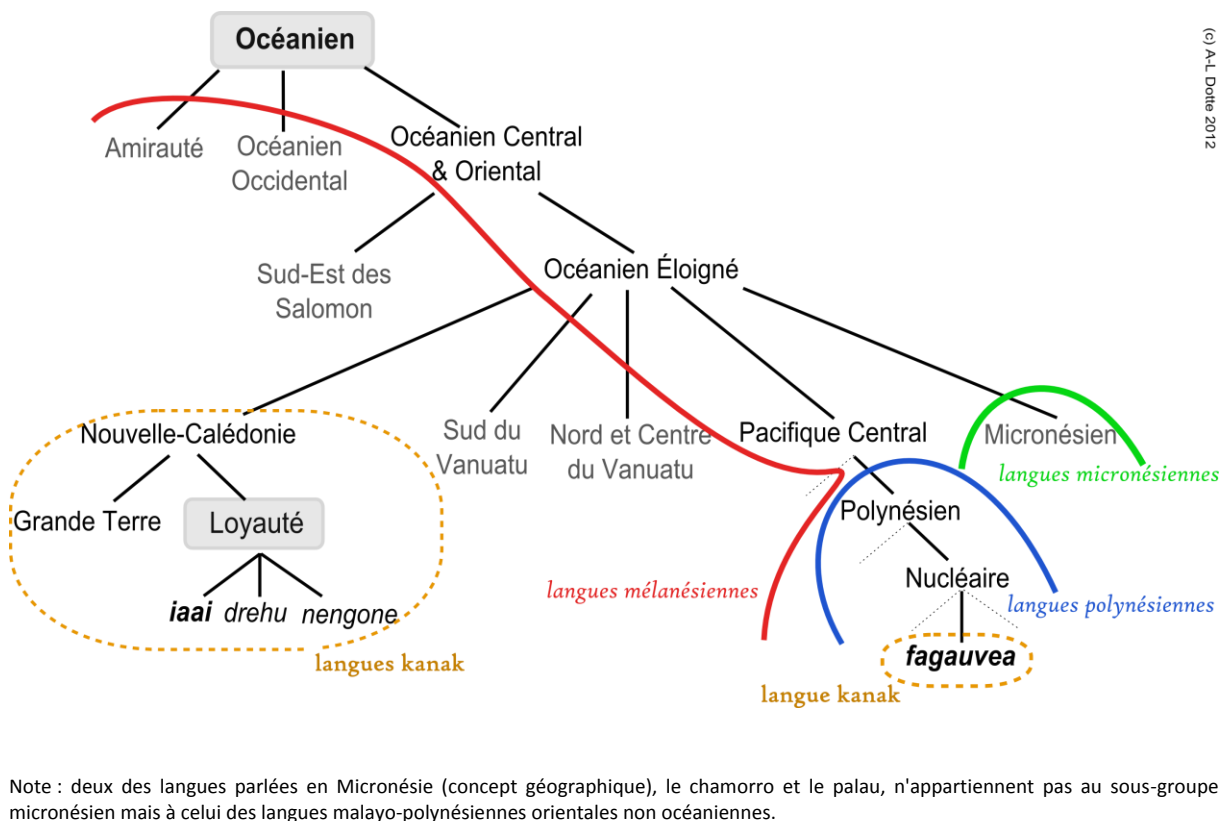 Océanien
(c) A-L Dotte 2012
Amirauté
Océanien
Occidental
Océanien Central
& Oriental
Sud-Est des
Salomon
Océanien Éloigné
Nouvelle-Calédonie
Sud du
Vanuatu
Nord et Centre
du Vanuatu
Pacifique Central
Micronésien
langues micronésiennes
Grande Terre
Loyauté
Polynésien
iaai drehu nengone
langues mélanésiennes
Nucléaire
langues polynésiennes
fagauvea
langues kanak
langue kanak
Note : deux des langues parlées en Micronésie (concept géographique), le chamorro et le palau, n'appartiennent pas au sous-groupe
micronésien mais à celui des langues malayo-polynésiennes orientales non océaniennes.